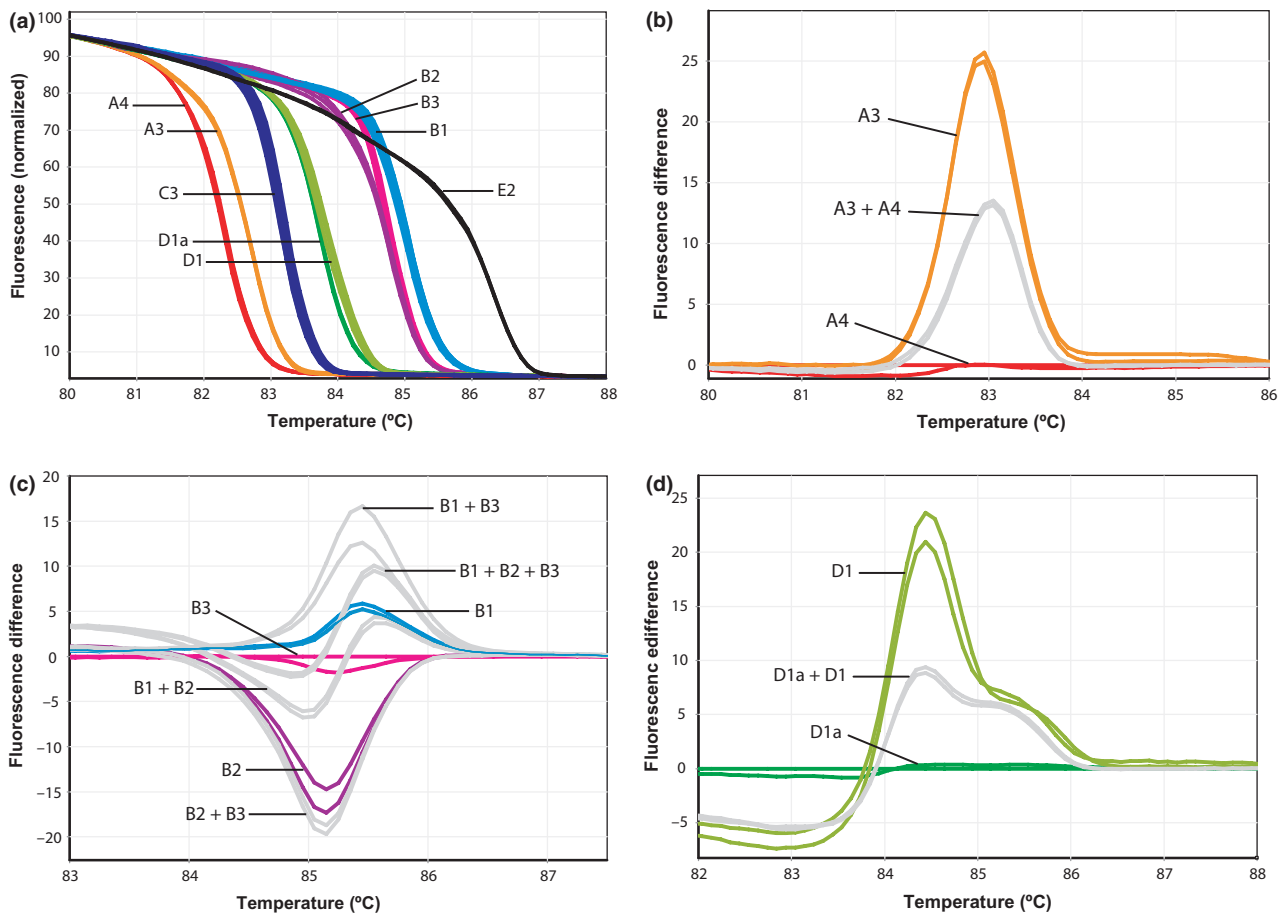 (a)
100
90
80
70
60
50
40
30
20
10
Fluorescence (normalized)
A4
A3
C3
D1a
D1
B2
B3
B1
E2
80 81 82 83 84 85 86 87 88
Temperature (ºC)
(b)
25
20
15
10
5
0
Fluorescence difference
A3
A3 + A4
A4
80 81 82 83 84 85 86
Temperature (ºC)
(c)
20
15
10
5
0
−5
−10
−15
−20
Fluorescence difference
B1 + B3
B1 + B2 + B3
B3
B1
B1 + B2
B2
B2 + B3
83 84 85 86 87
Temperature (ºC)
(d)
25
20
15
10
5
0
−5
Fluorescenc edifference
D1
D1a + D1
D1a
82 83 84 85 86 87 88
Temperature (ºC)